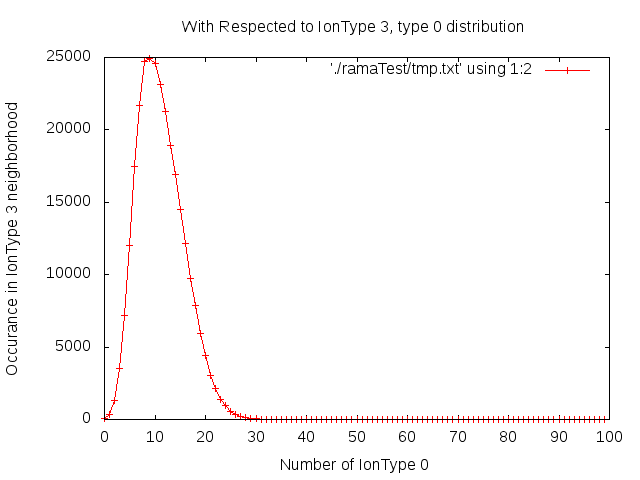 With Respected to IonType 3, type 0 distribution
'./ramaTest/tmp.txt' using 1:2
Occurance in IonType 3 neighborhood
25000
20000
15000
10000
5000
0
0 10 20 30 40 50 60 70 80 90 100
Number of IonType 0